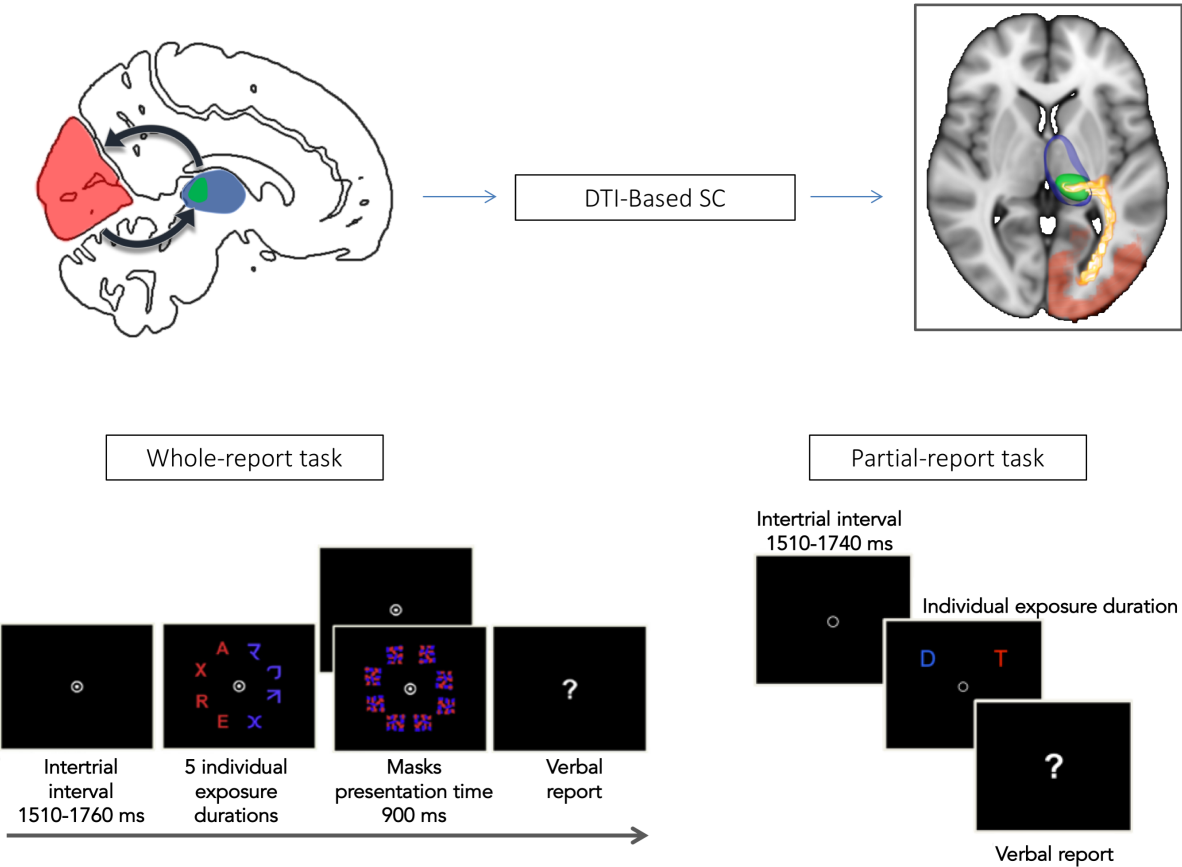 DTI-Based SC
Whole-report task
Partial-report task
Intertrial interval
1510-1740 ms
Individual exposure duration
D T
?
Verbal report
A
X
R
E X
?
Intertrial
interval
1510-1760 ms
5 individual
exposure
durations
Masks
presentation time
900 ms
Verbal
report